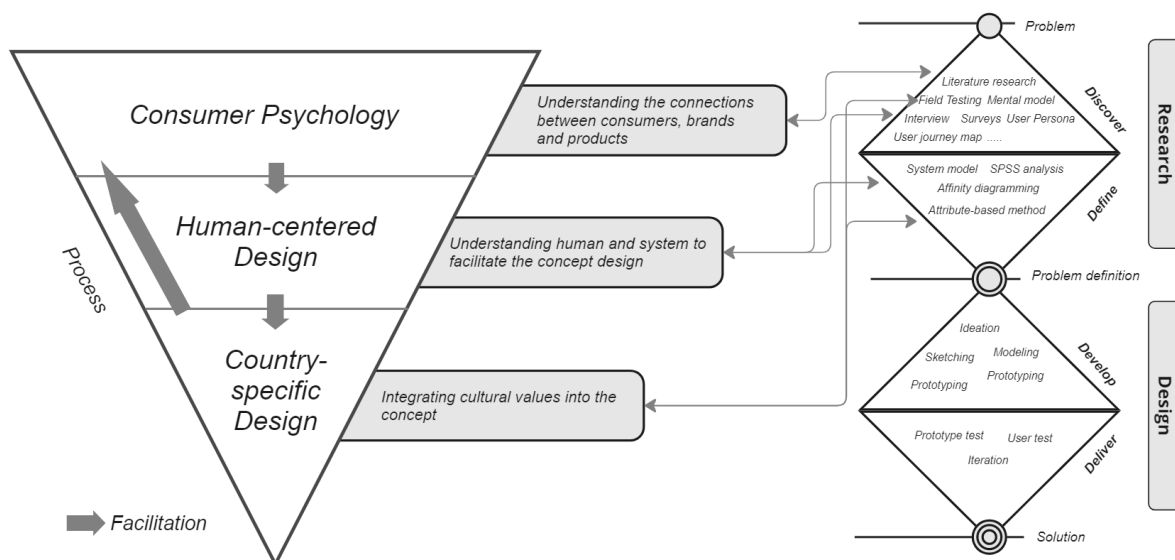 Consumer Psychology
Human-centered
Design
Country-
specific
Design
Process
Facilitation
Understanding the connections
between consumers, brands
and products
Understanding human and system to
facilitate the concept design
Integrating cultural values into the
concept
Problem
Literature research
Field Testing Mental model
Interview Surveys User Persona
User journey map .....
Discover
System model SPSS analysis
Affinity diagramming
Attribute-based method
Define
Research
Problem definition
Ideation
Sketching Modeling
Prototyping Prototyping
Develop
Prototype test User test
Iteration
Deliver
Design
Solution